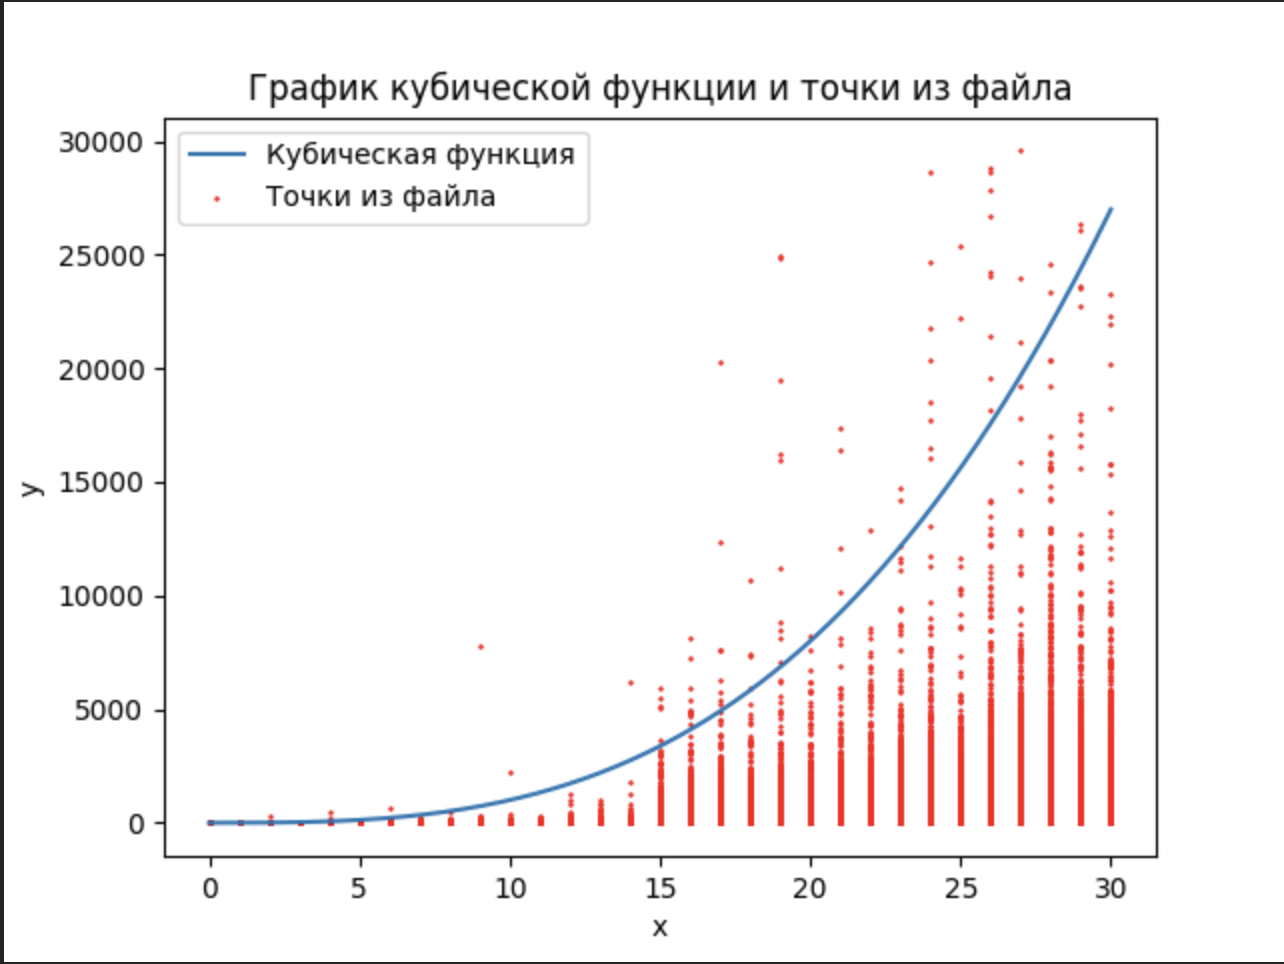 График кубической функции и точки из файла
Кубическая функция
Точки из файла
30000
25000
20000
15000
10000
5000
0
y
0 5 10 15 20 25 30
x